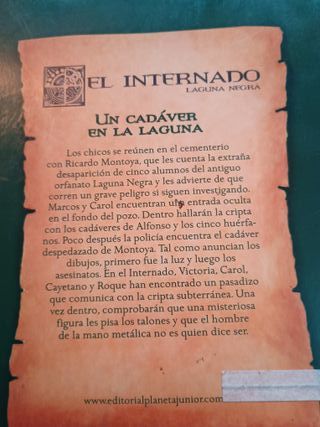 EL INTERNADO
LAGUNA NEGRA
UN CADÁVER
EN LA LAGUNA
Los chicos se reúnen en el cementerio
con Ricardo Montoya, que les cuenta la extraña
desaparición de cinco alumnos del antiguo
orfanato Laguna Negra y les advierte de que
corren un grave peligro si siguen investigando.
Marcos y Carol encuentran una entrada oculta
en el fondo del pozo. Dentro hallarán la cripta
con los cadáveres de Alfonso y los cinco huérfa-
nos. Poco después la policía encuentra el cadáver
despedazado de Montoya. Tal como anuncian los
dibujos, primero fue la luz y luego los
asesinatos. En el Internado, Victoria, Carol,
Cayetano y Roque han encontrado un pasadizo
que comunica con la cripta subterránea. Una
vez dentro, comprobarán que una misteriosa
figura les pisa los talones y que el hombre
de la mano metálica no es quien dice ser.
www.editorialplanetajunior.com